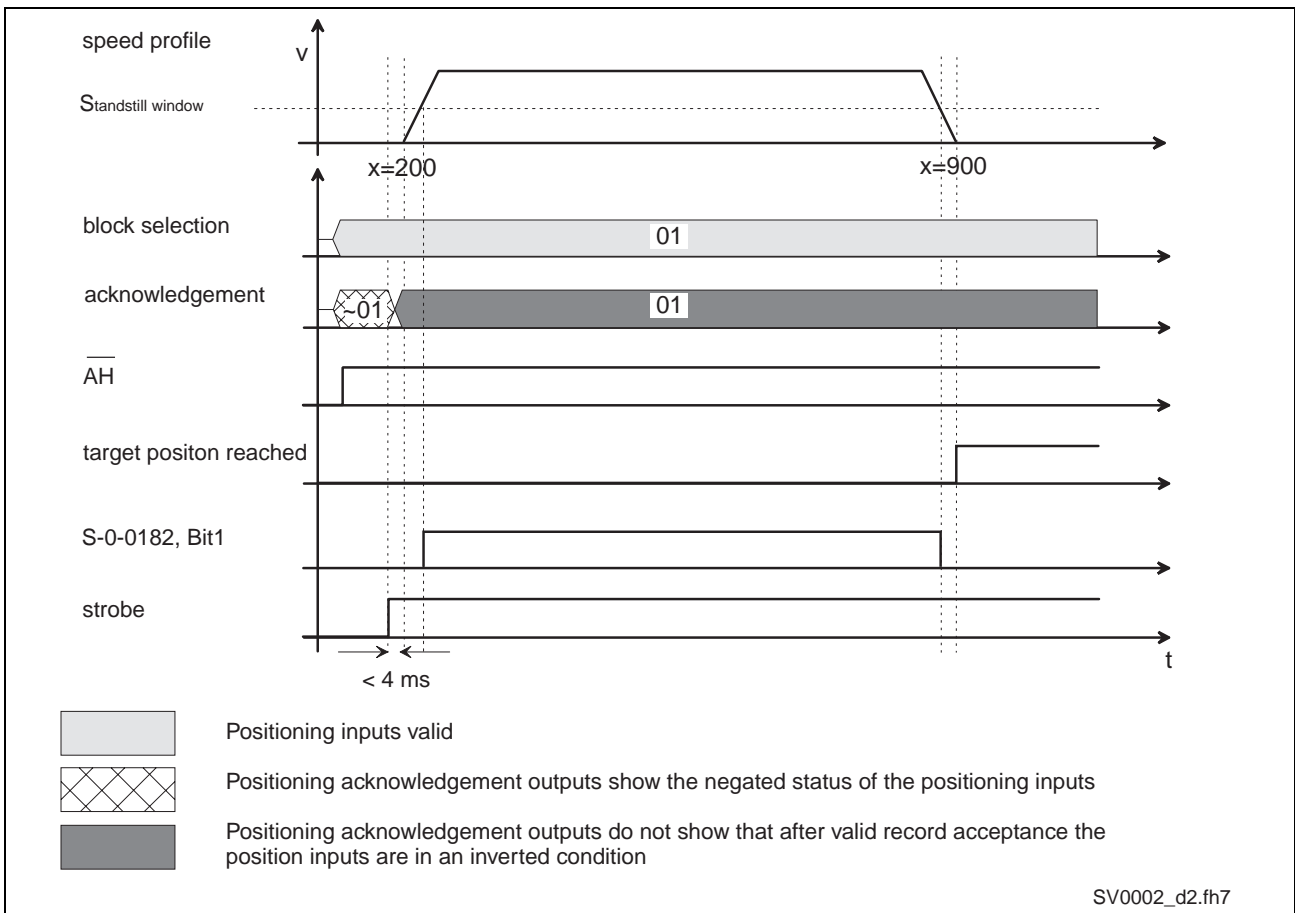 speed profile
v
Standstill window
x=200
x=900
block selection
01
acknowledgement
~01
01
AH
target positon reached
S-0-0182, Bit1
strobe
t
< 4 ms
Positioning inputs valid
Positioning acknowledgement outputs show the negated status of the positioning inputs
Positioning acknowledgement outputs do not show that after valid record acceptance the
position inputs are in an inverted condition
SV0002_d2.fh7